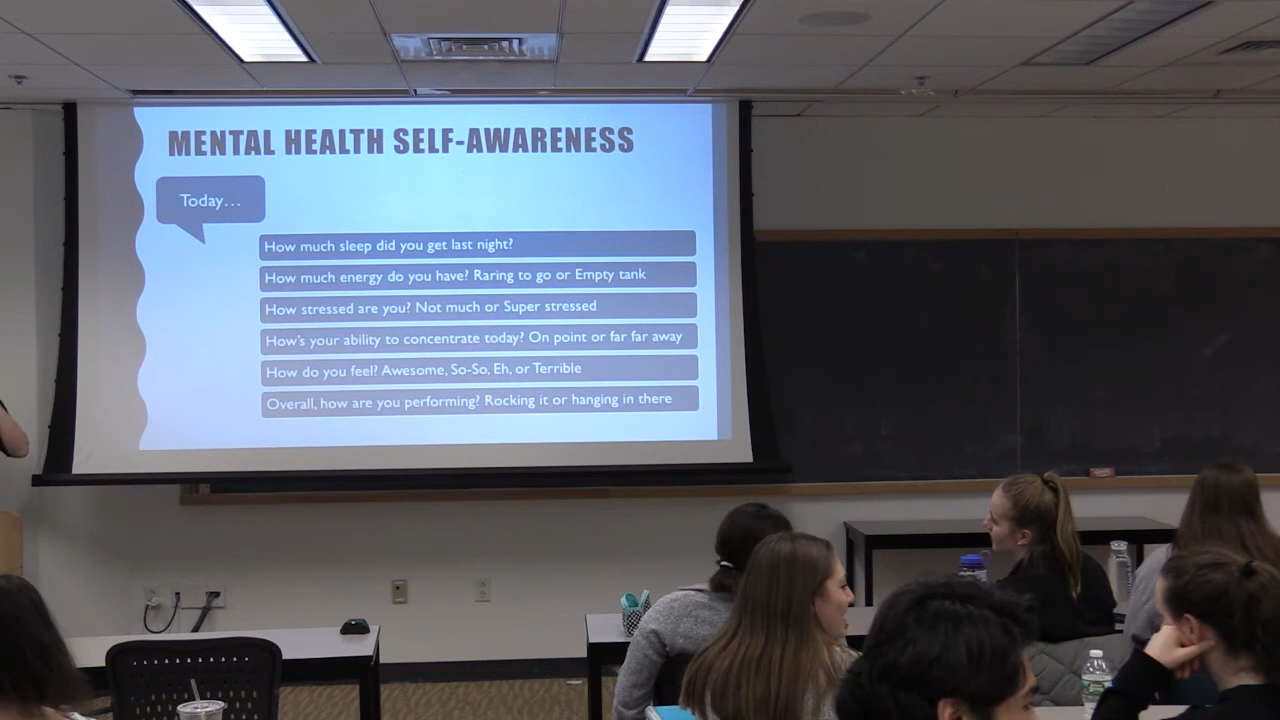 MENTAL HEALTH SELF-AWARENESS
Today…
How much sleep did you get last night?
How much energy do you have? Raring to go or Empty tank
How stressed are you? Not much or Super stressed
How's your ability to concentrate today? On point or far far away
How do you feel? Awesome, So-So, Eh, or Terrible
Overall, how are you performing? Rocking it or hanging in there